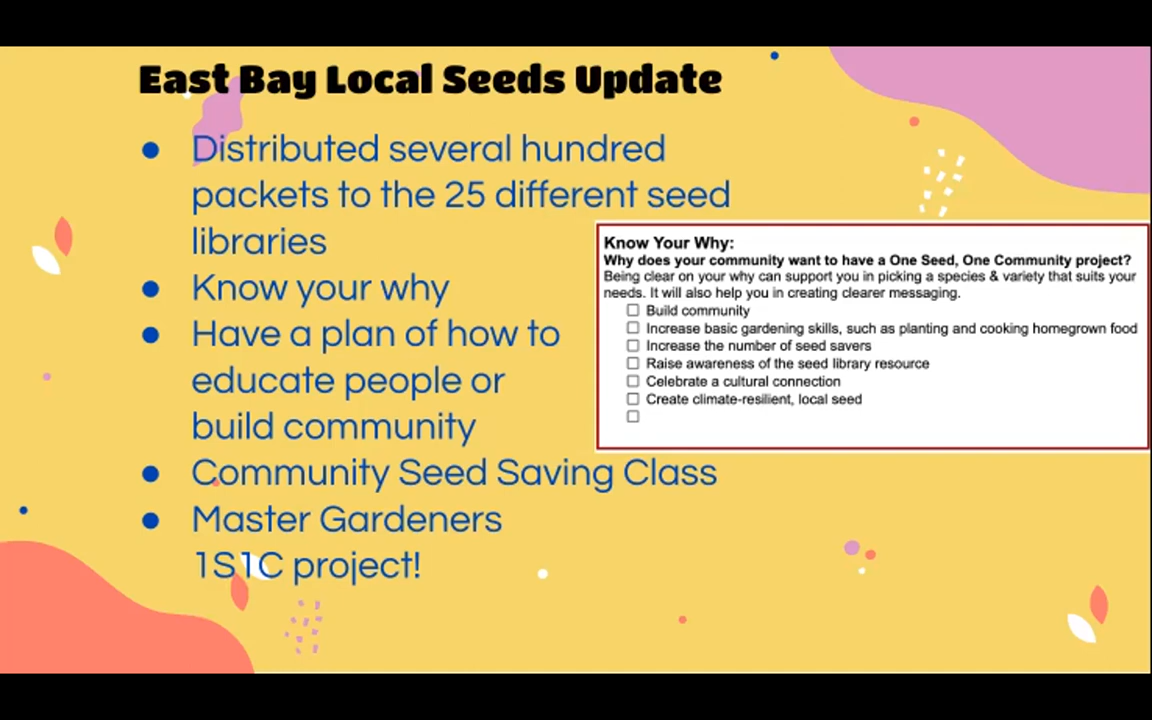 East Bay Local Seeds Update
● Distributed several hundred
packets to the 25 different seed
libraries
● Know your why
● Have a plan of how to
educate people or
build community
● Community Seed Saving Class
● Master Gardeners
1S1C project!
Know Your Why:
Why does your community want to have a One Seed, One Community project?
Being clear on your why can support you in picking a species & variety that suits your
needs. It will also help you in creating clearer messaging.
☐ Build community
☐ Increase basic gardening skills, such as planting and cooking homegrown food
☐ Increase the number of seed savers
☐ Raise awareness of the seed library resource
☐ Celebrate a cultural connection
☐ Create climate-resilient, local seed
☐